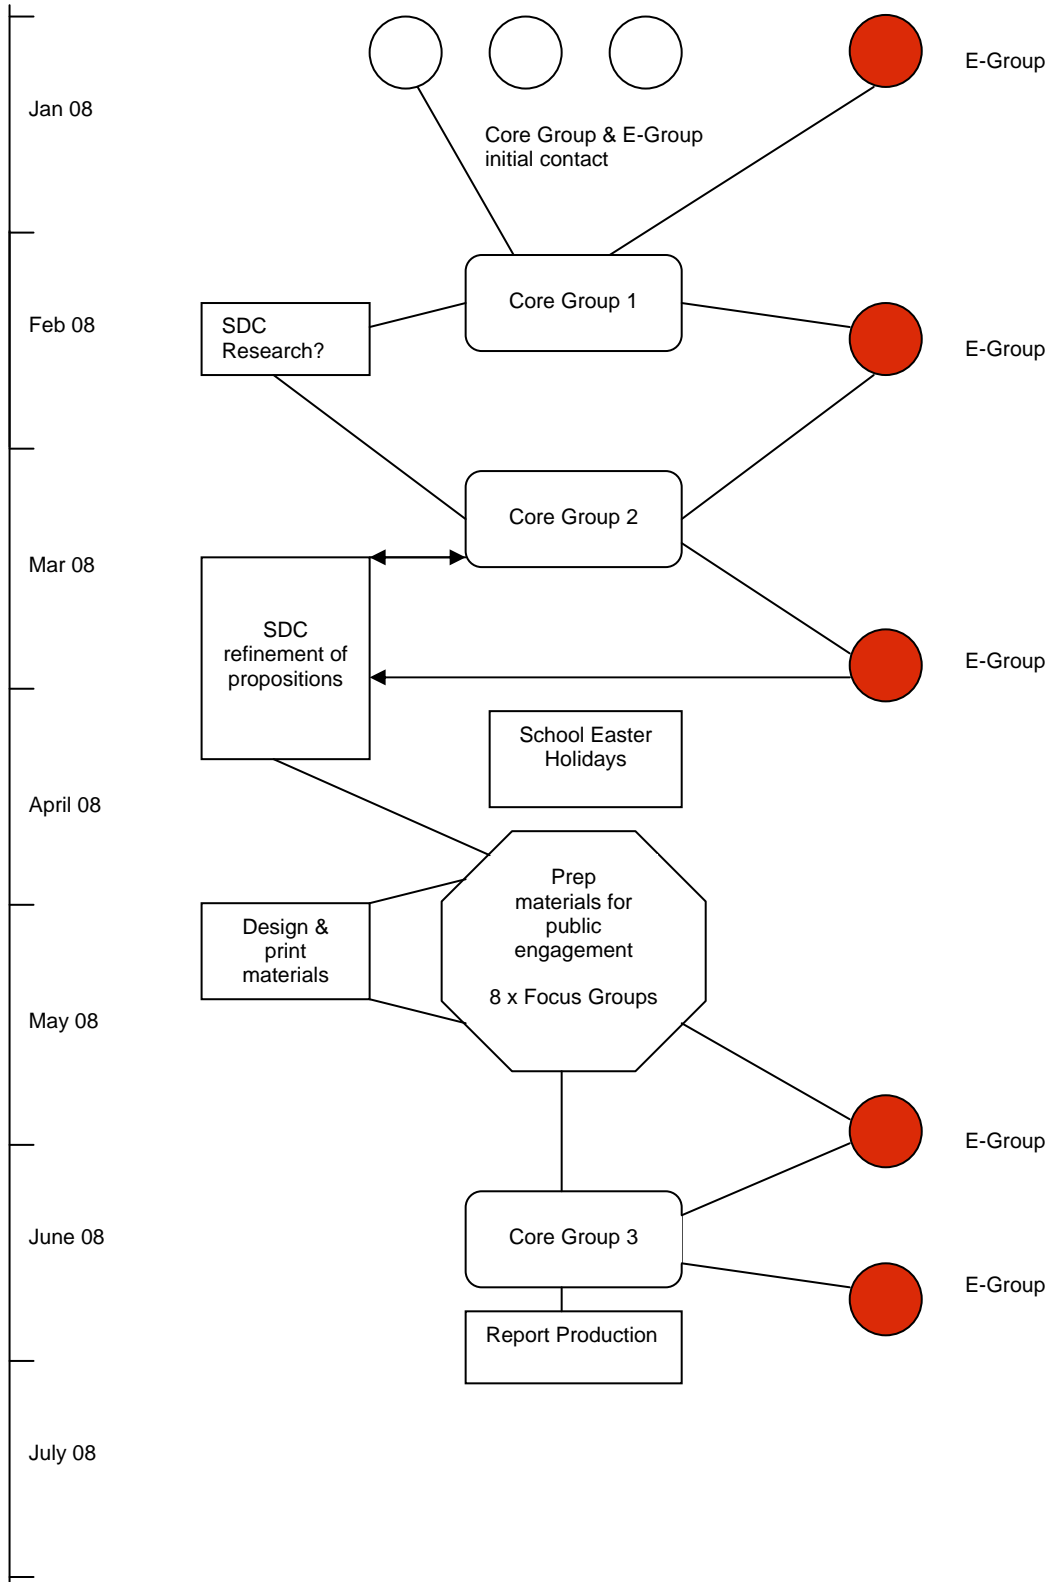 E-Group
Jan 08
Core Group & E-Group
initial contact
Core Group 1
Feb 08
SDC
Research?
E-Group
Core Group 2
Mar 08
SDC
refinement of
propositions
E-Group
School Easter
Holidays
April 08
Prep
materials for
public
engagement
8 x Focus Groups
Design &
print
materials
May 08
E-Group
Core Group 3
June 08
E-Group
Report Production
July 08